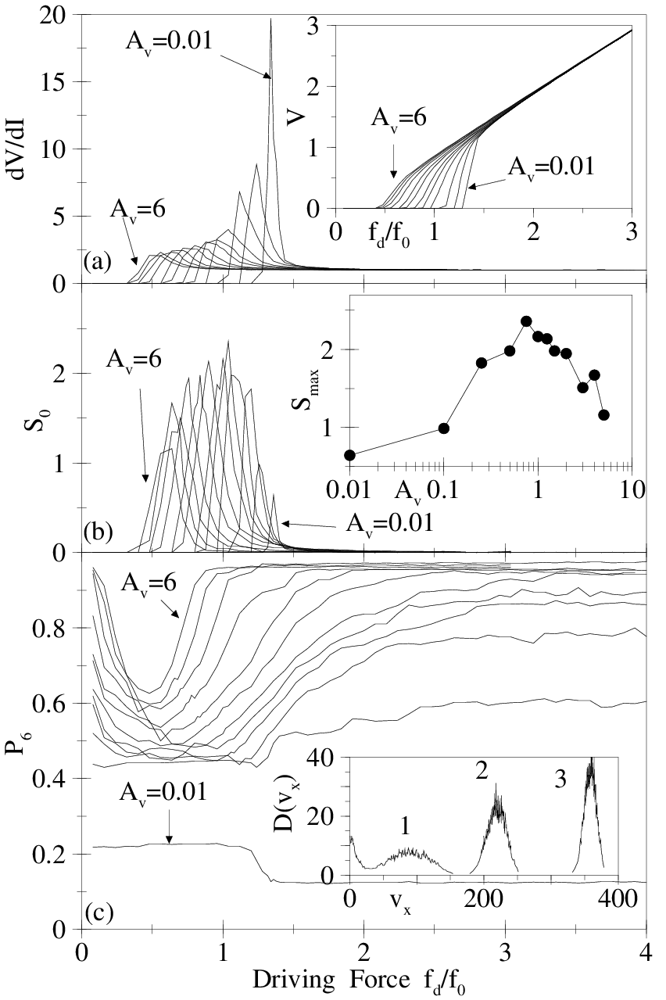 20
15
10
5
0
dV/dI
A_v=0.01
A_v=6
(a)
3
2
1
0
V
A_v=6
A_v=0.01
0
f_d/f_0
1
2
3
2
1
0
S_0
A_v=6
A_v=0.01
(b)
2
1
S_max
0.01
A_v
0.1
1
10
0.8
0.6
0.4
0.2
0
P_6
A_v=6
A_v=0.01
(c)
40
20
0
D(v_x)
1
2
3
0
v_x
200
400
0
1
2
3
4
Driving Force f_d/f_0